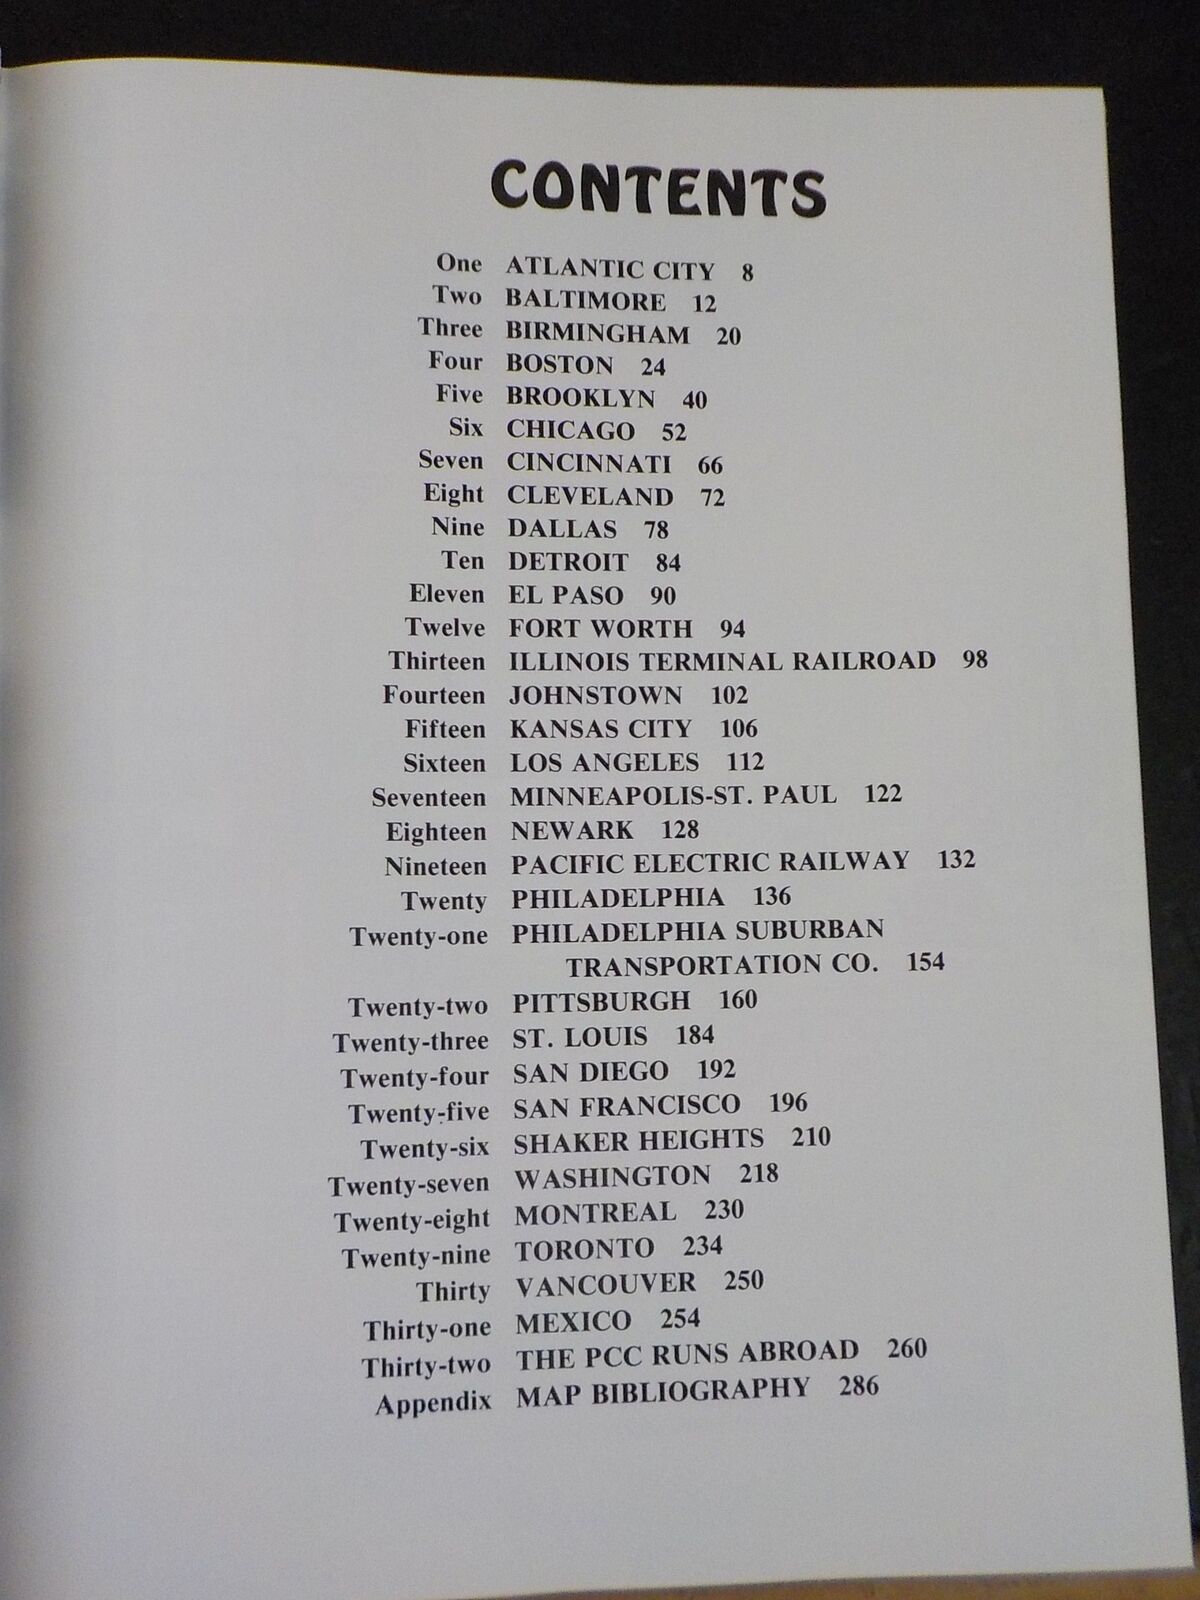 CONTENTS
One ATLANTIC CITY 8
Two BALTIMORE 12
Three BIRMINGHAM 20
Four BOSTON 24
Five BROOKLYN 40
Six CHICAGO 52
Seven CINCINNATI 66
Eight CLEVELAND 72
Nine DALLAS 78
Ten DETROIT 84
Eleven EL PASO 90
Twelve FORT WORTH 94
Thirteen ILLINOIS TERMINAL RAILROAD 98
Fourteen JOHNSTOWN 102
Fifteen KANSAS CITY 106
Sixteen LOS ANGELES 112
Seventeen MINNEAPOLIS-ST. PAUL 122
Eighteen NEWARK 128
Nineteen PACIFIC ELECTRIC RAILWAY 132
Twenty PHILADELPHIA 136
Twenty-one PHILADELPHIA SUBURBAN
TRANSPORTATION CO. 154
Twenty-two PITTSBURGH 160
Twenty-three ST. LOUIS 184
Twenty-four SAN DIEGO 192
Twenty-five SAN FRANCISCO 196
Twenty-six SHAKER HEIGHTS 210
Twenty-seven WASHINGTON 218
Twenty-eight MONTREAL 230
Twenty-nine TORONTO 234
Thirty VANCOUVER 250
Thirty-one MEXICO 254
Thirty-two THE PCC RUNS ABROAD 260
Appendix MAP BIBLIOGRAPHY 286